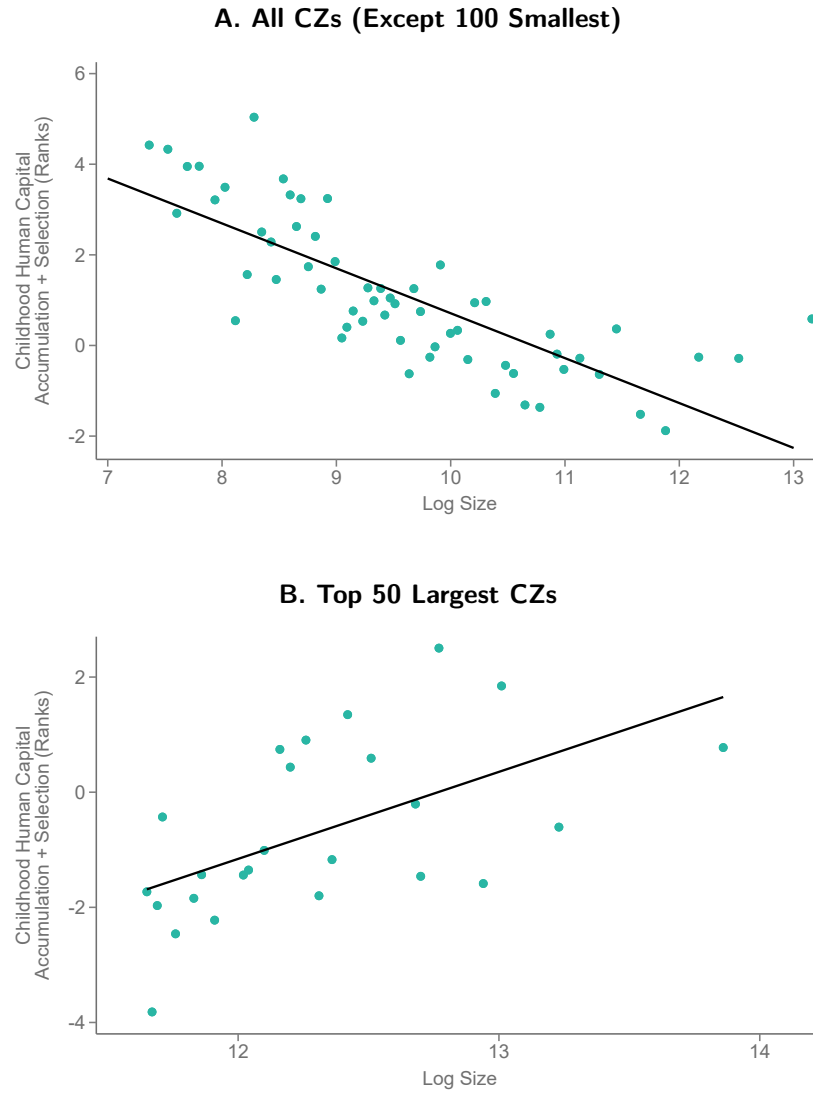 A. All CZs (Except 100 Smallest)
Childhood Human Capital
Accumulation + Selection (Ranks)
6
4
2
0
-2
7 8 9 10 11 12 13
Log Size
B. Top 50 Largest CZs
Childhood Human Capital
Accumulation + Selection (Ranks)
2
0
-2
-4
12 13 14
Log Size